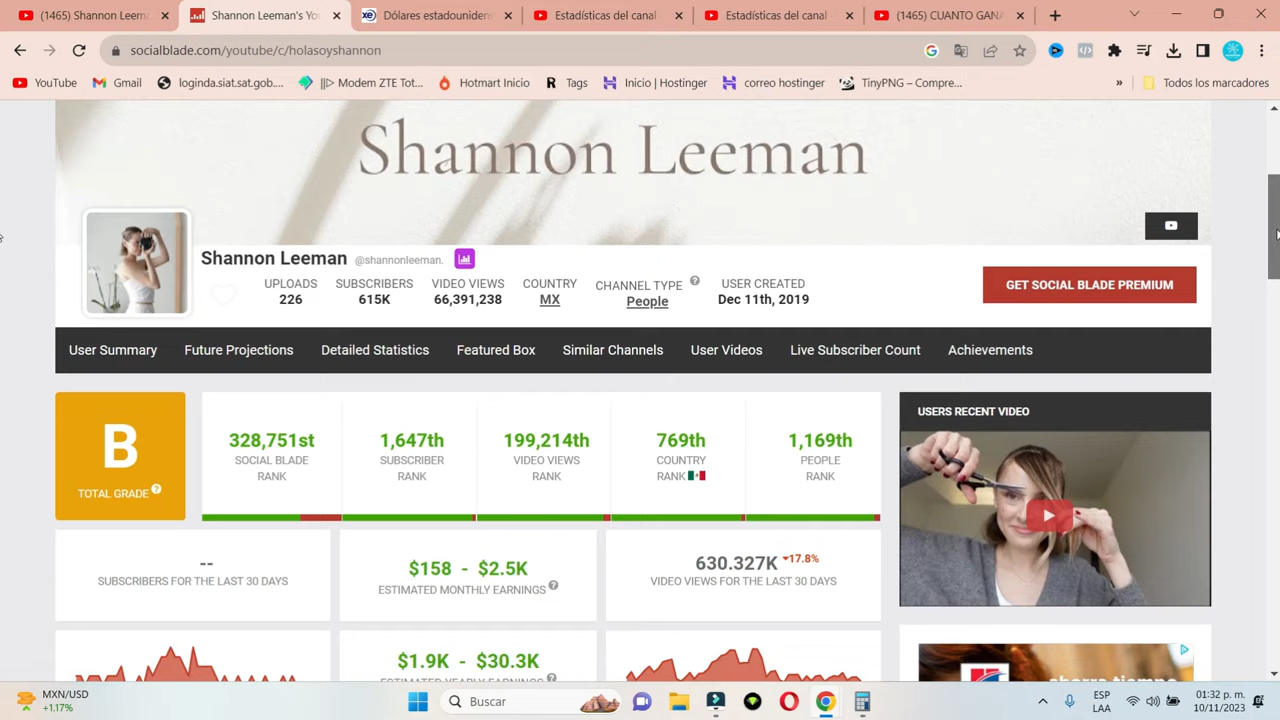 (1465) Shannon Leem
Shannon Leeman's Yo
Dólares estadouniden
Estadísticas del canal
Estadísticas del canal
(1465) CUANTO GAN
socialblade.com/youtube/c/holasoyshannon
YouTube
Gmail
loginda.siat.sat.gob....
||> Modem ZTE Tot...
Hotmart Inicio
Tags
Inicio | Hostinger
correo hostinger
TinyPNG – Compre...
»
Todos los marcadores
Shannon Leeman
Shannon Leeman @shannonleeman.
UPLOADS SUBSCRIBERS VIDEO VIEWS COUNTRY CHANNEL TYPE USER CREATED
226 615K 66,391,238 MX People Dec 11th, 2019
GET SOCIAL BLADE PREMIUM
User Summary Future Projections Detailed Statistics Featured Box Similar Channels User Videos Live Subscriber Count Achievements
B
TOTAL GRADE
328,751st
SOCIAL BLADE
RANK
1,647th
SUBSCRIBER
RANK
199,214th
VIDEO VIEWS
RANK
769th
COUNTRY
RANK
1,169th
PEOPLE
RANK
USERS RECENT VIDEO
--
SUBSCRIBERS FOR THE LAST 30 DAYS
$158 - $2.5K
ESTIMATED MONTHLY EARNINGS
630.327K 17.8%
VIDEO VIEWS FOR THE LAST 30 DAYS
$1.9K - $30.3K
ESTIMATED YEARLY EARNINGS
MXN/USD
+1.17%
Buscar
ESP
LAA
01:32 p. m.
10/11/2023